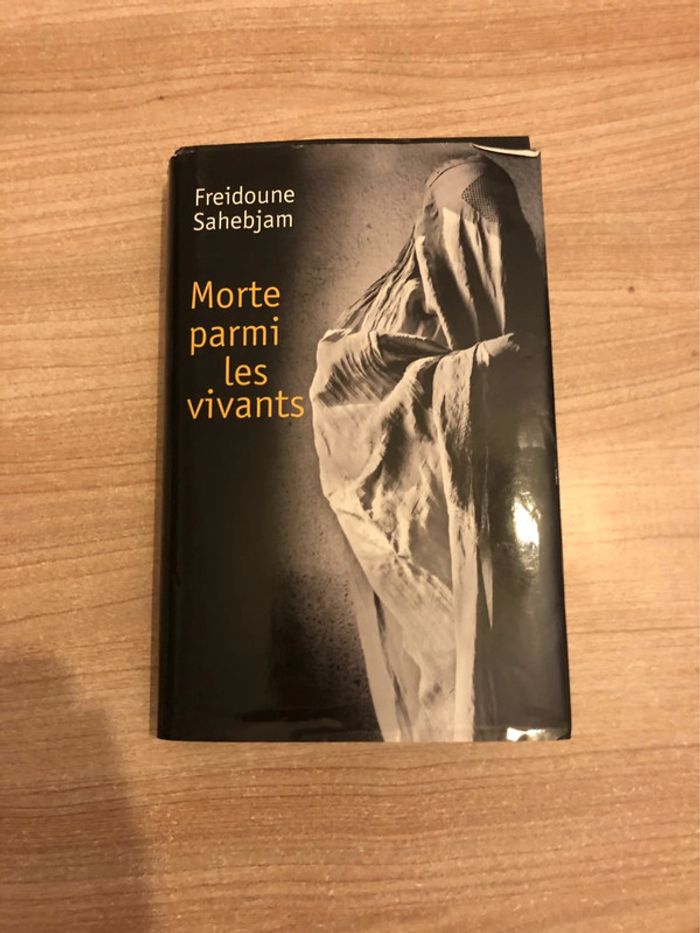 Freidoune
Sahebjam
Morte
parmi
les
vivants